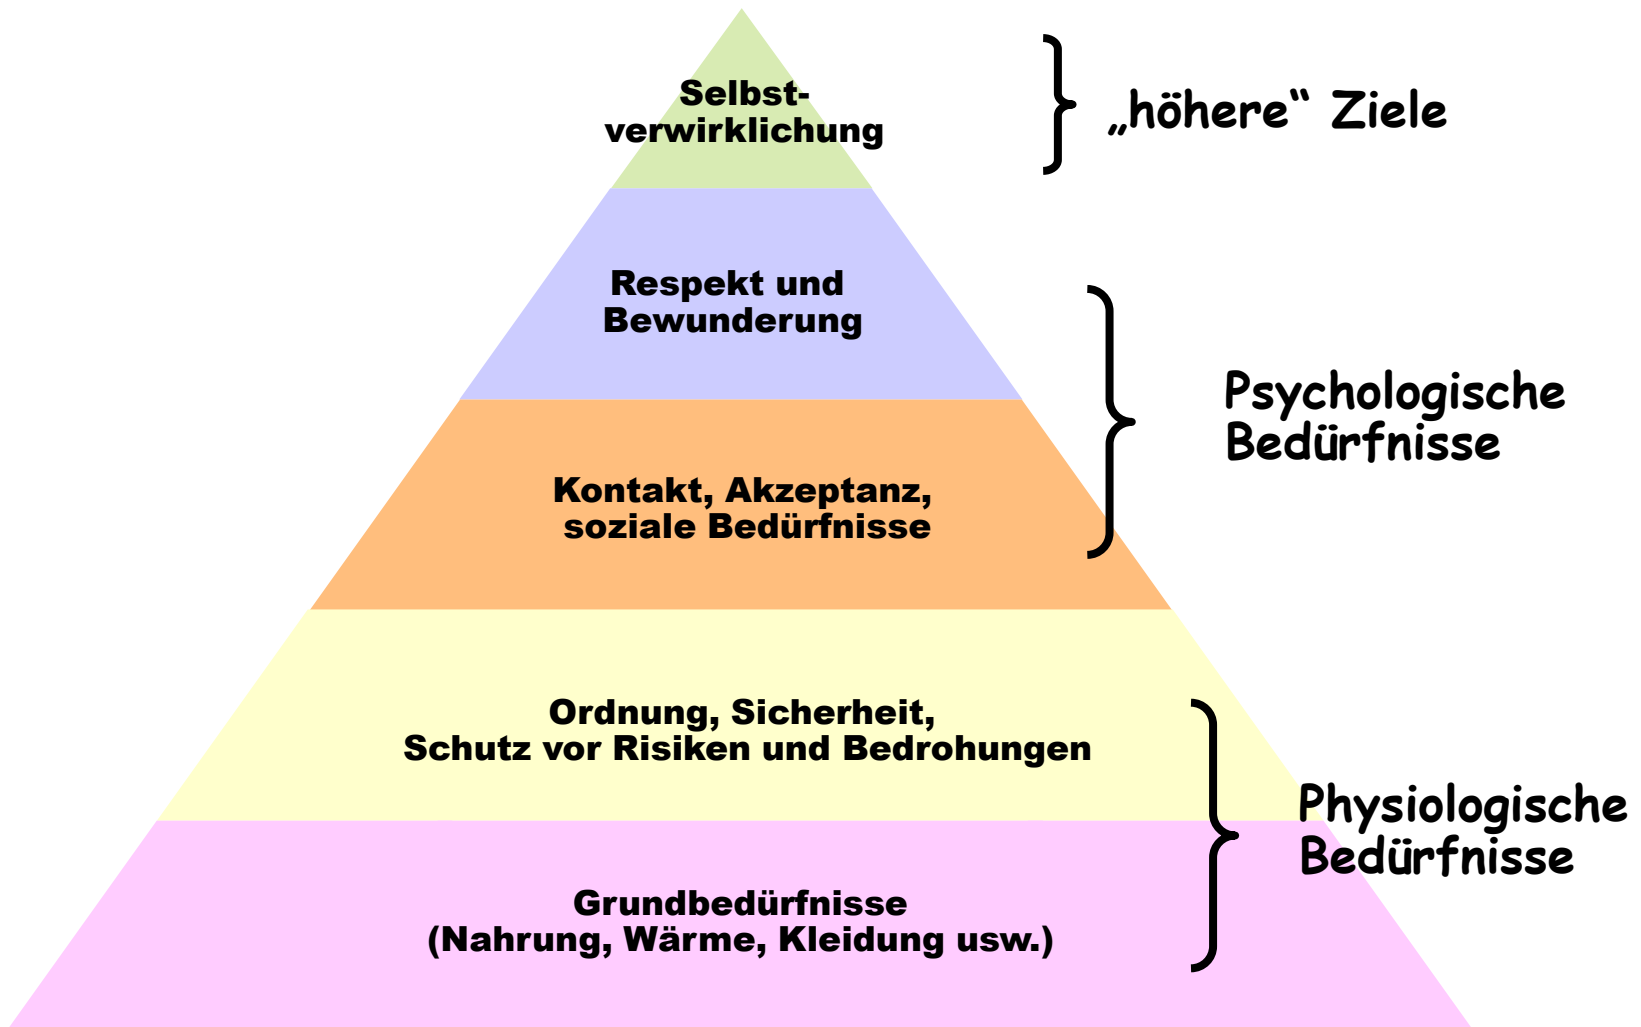 Selbst-
verwirklichung
„höhere“ Ziele
Respekt und
Bewunderung
Psychologische
Bedürfnisse
Kontakt, Akzeptanz,
soziale Bedürfnisse
Ordnung, Sicherheit,
Schutz vor Risiken und Bedrohungen
Physiologische
Bedürfnisse
Grundbedürfnisse
(Nahrung, Wärme, Kleidung usw.)